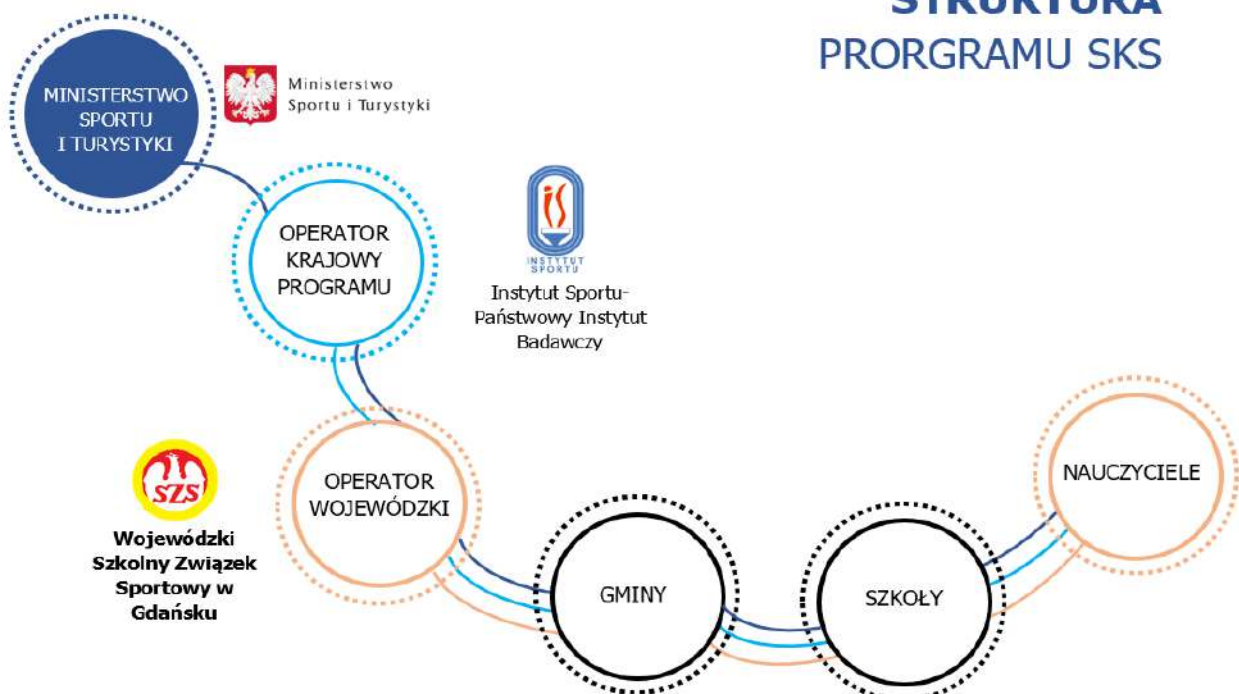 STRUKTURA
PRORGRAMU SKS
MINISTERSTWO
SPORTU
I TURYSTYKI
Ministerstwo
Sportu i Turystyki
OPERATOR
KRAJOWY
PROGRAMU
INSTYTUT
SPORTU
Instytut Sportu-
Państwowy Instytut
Badawczy
OPERATOR
WOJEWÓDZKI
SZS
Wojewódzki
Szkolny Związek
Sportowy w
Gdańsku
GMINY
SZKOŁY
NAUCZYCIELE